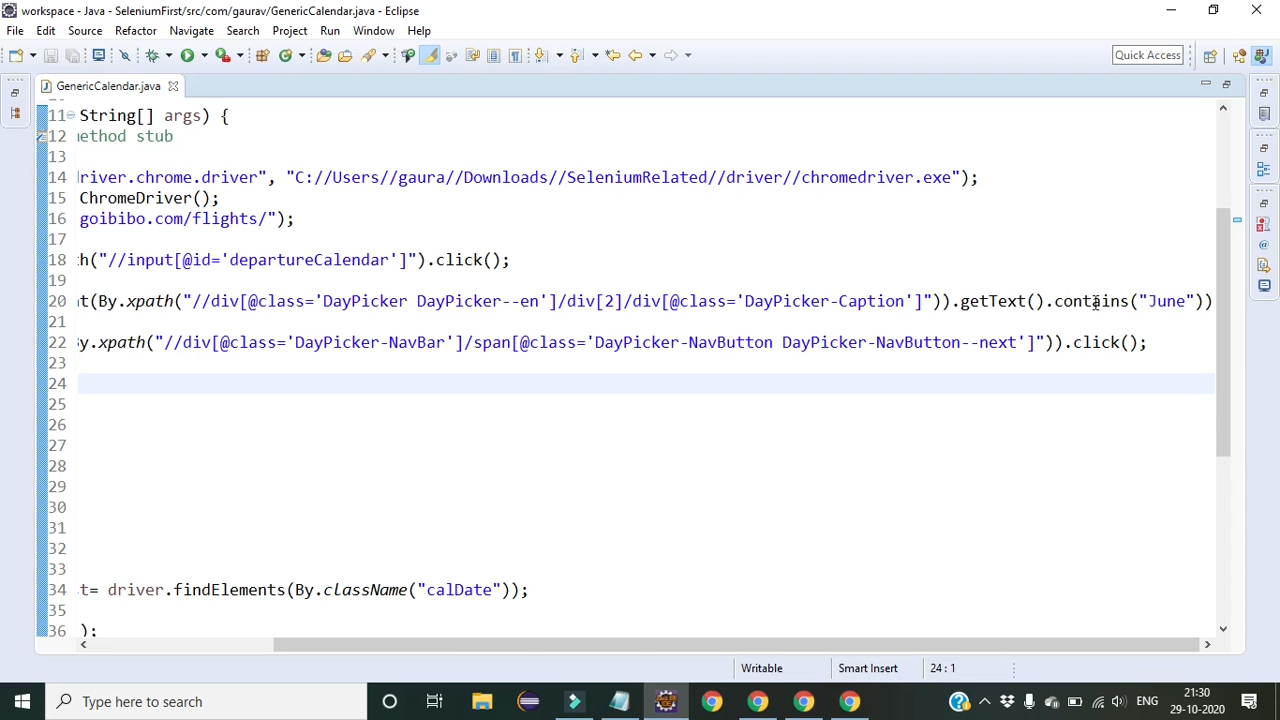 workspace - Java - SeleniumFirst/src/com/gaurav/GenericCalendar.java - Eclipse
File Edit Source Refactor Navigate Search Project Run Window Help
Quick Access
GenericCalendar.java
11 String[] args) {
12 method stub
13
14 driver.chrome.driver", "C://Users//gaura//Downloads//SeleniumRelated//driver//chromedriver.exe");
15 ChromeDriver();
16 goibibo.com/flights/");
17
18 th("//input[@id='departureCalendar']").click();
19
20 nt(By.xpath("//div[@class='DayPicker DayPicker--en']/div[2]/div[@class='DayPicker-Caption']")).getText().contains("June"))
21
22 By.xpath("//div[@class='DayPicker-NavBar']/span[@class='DayPicker-NavButton DayPicker-NavButton--next']")).click();
23
24
25
26
27
28
29
30
31
32
33
34 st= driver.findElements(By.className("calDate"));
35
36 );
Writable Smart Insert 24 : 1
Type here to search
ENG
21:30
29-10-2020